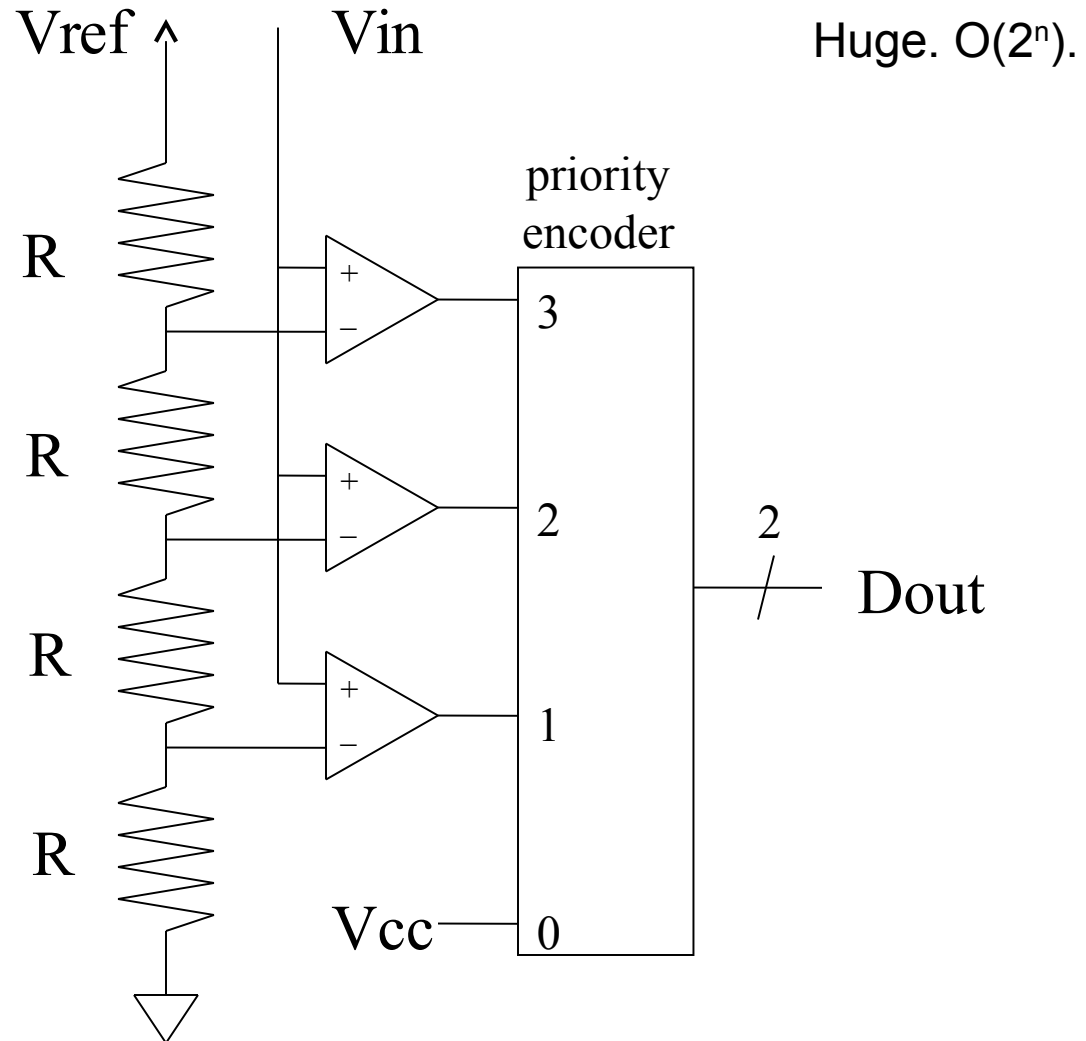 Vref
Vin
Huge. O(2ⁿ).
priority
encoder
R
+
−
3
R
+
−
2
2
Dout
R
+
−
1
R
Vcc
0